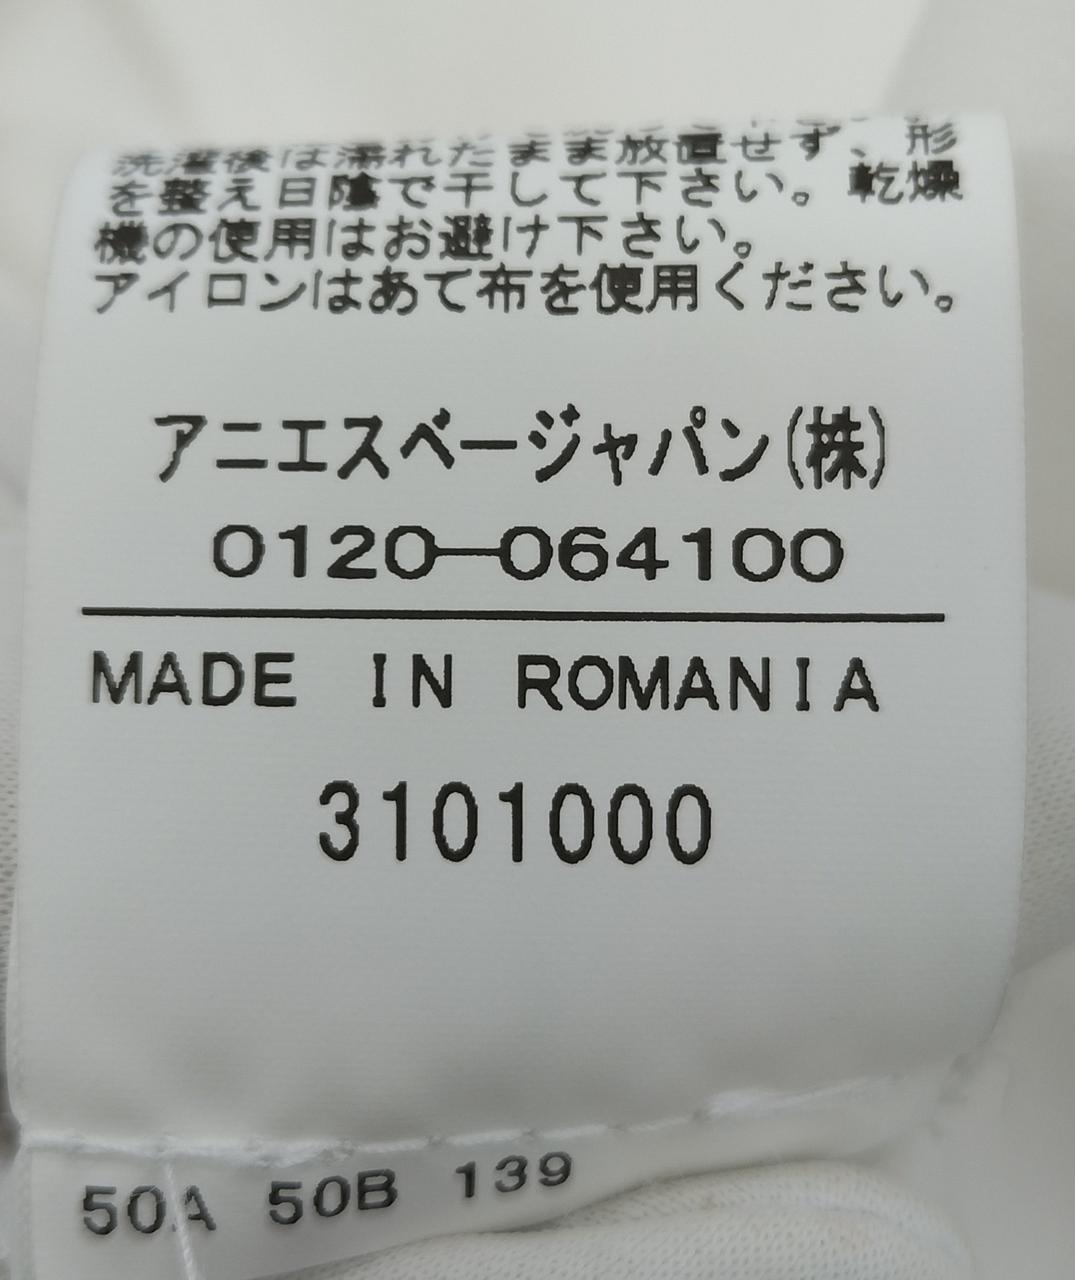 洗濯後は濡れたまま放置せず、形
を整え日陰で干して下さい。乾燥
機の使用はお避け下さい。
アイロンはあて布を使用ください。
アニエスベージャパン(株)
0120-064100
MADE IN ROMANIA
3101000
50A 50B 139